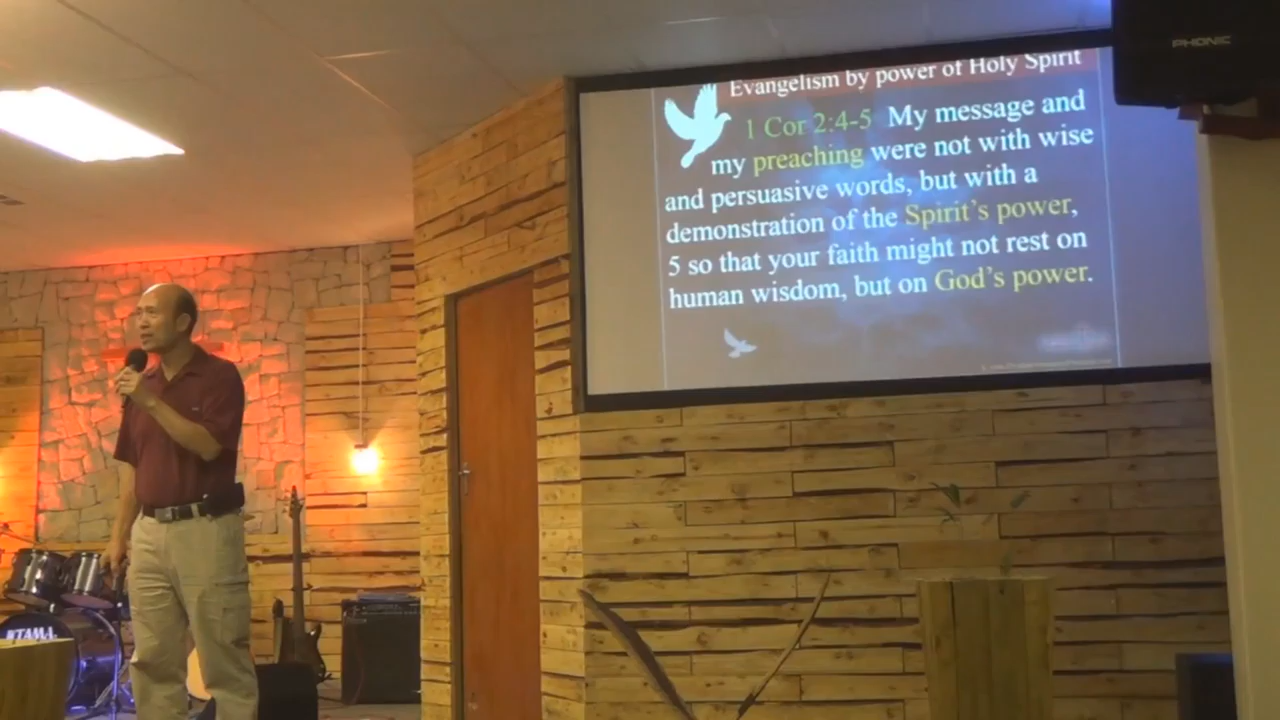 PHONIC
Evangelism by power of Holy Spirit
1 Cor 2:4-5 My message and
my preaching were not with wise
and persuasive words, but with a
demonstration of the Spirit's power,
5 so that your faith might not rest on
human wisdom, but on God's power.
TAMA